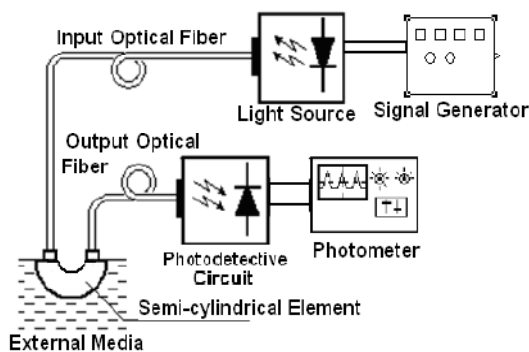 Input Optical Fiber
Light Source
Signal Generator
Output Optical
Fiber
Photodetective
Circuit
Photometer
Semi-cylindrical Element
External Media